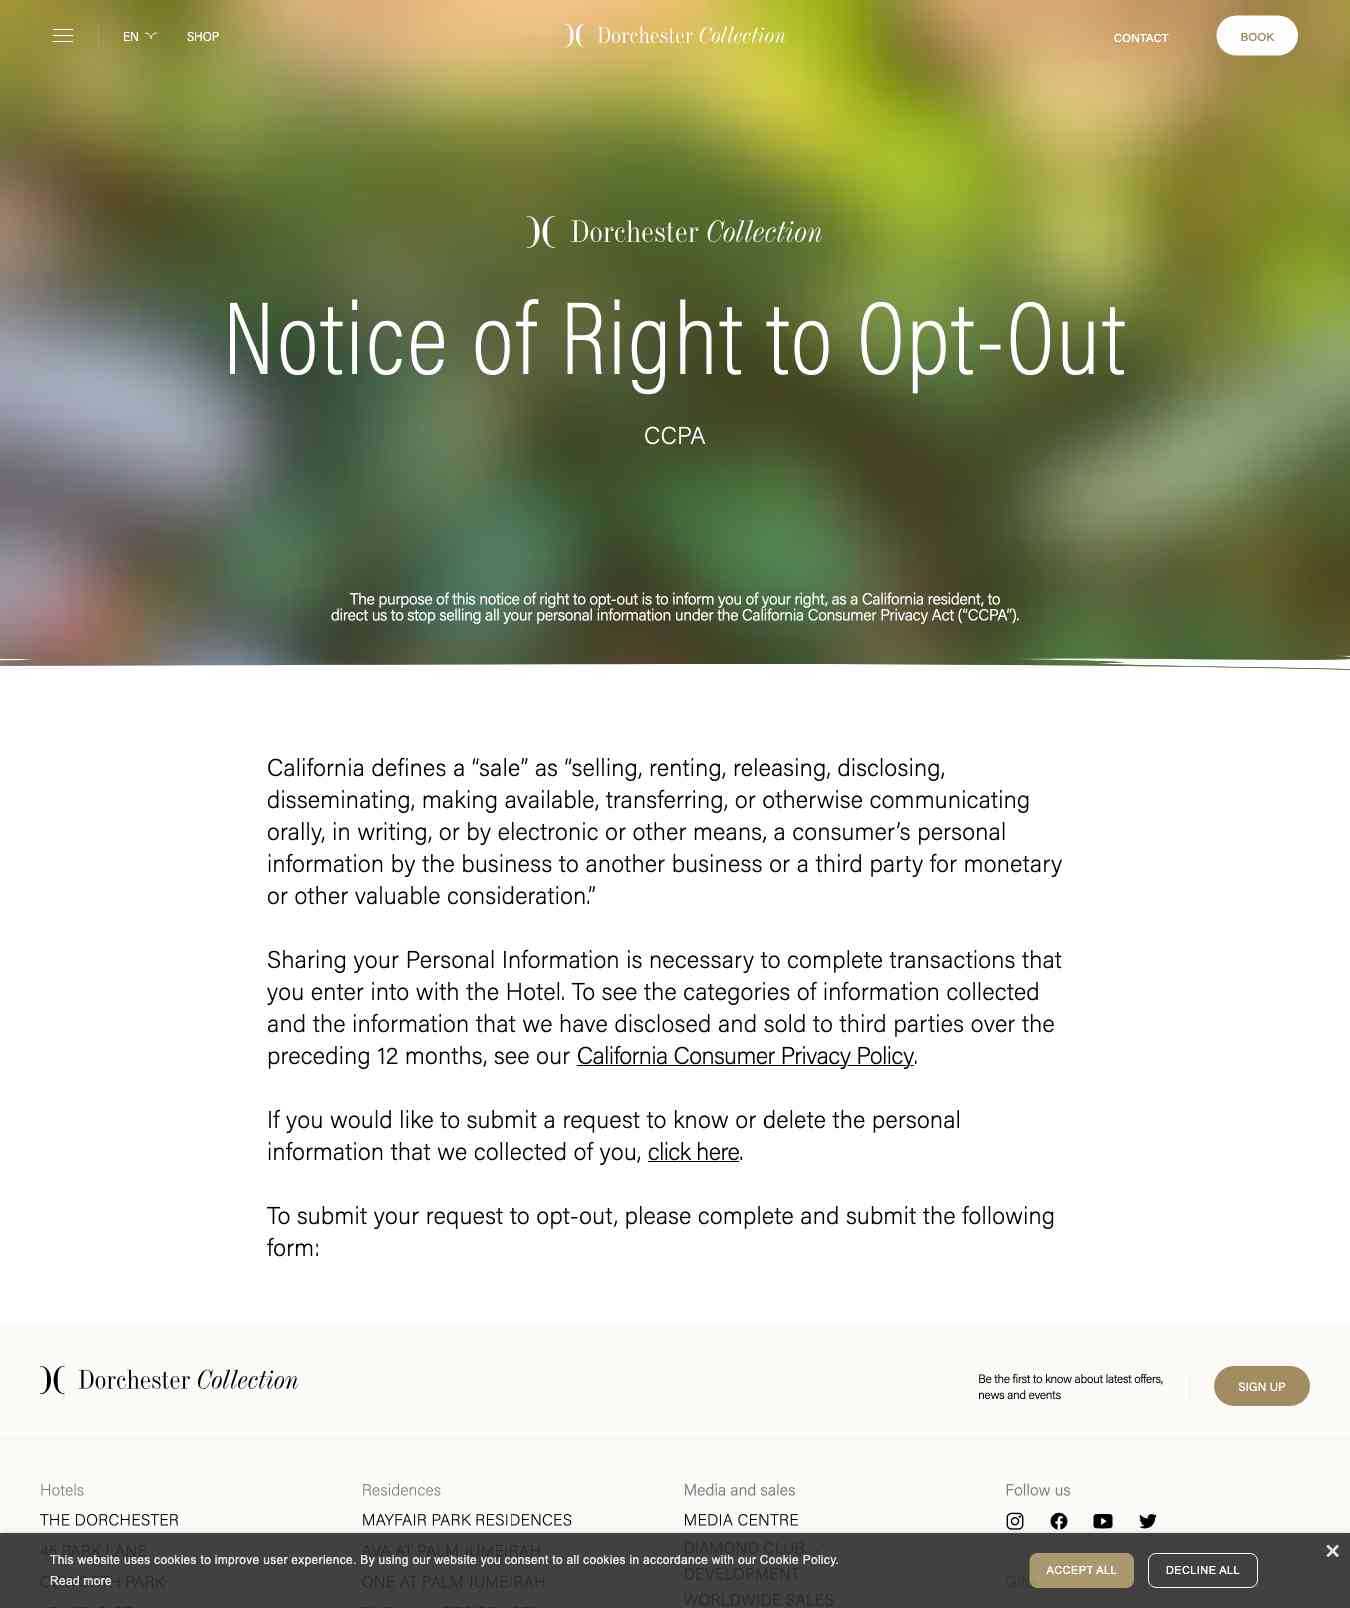 EN
SHOP
Dorchester Collection
CONTACT
BOOK
Dorchester Collection
Notice of Right to Opt-Out
CCPA
The purpose of this notice of right to opt-out is to inform you of your right, as a California resident, to
direct us to stop selling all your personal information under the California Consumer Privacy Act (“CCPA”).
California defines a “sale” as “selling, renting, releasing, disclosing,
disseminating, making available, transferring, or otherwise communicating
orally, in writing, or by electronic or other means, a consumer’s personal
information by the business to another business or a third party for monetary
or other valuable consideration.”
Sharing your Personal Information is necessary to complete transactions that
you enter into with the Hotel. To see the categories of information collected
and the information that we have disclosed and sold to third parties over the
preceding 12 months, see our California Consumer Privacy Policy.
If you would like to submit a request to know or delete the personal
information that we collected of you, click here.
To submit your request to opt-out, please complete and submit the following
form:
Dorchester Collection
Be the first to know about latest offers,
news and events
SIGN UP
Hotels
THE DORCHESTER
45 PARK LANE
Residences
MAYFAIR PARK RESIDENCES
AVA AT PALM JUMEIRAH
ONE AT PALM JUMEIRAH
Media and sales
MEDIA CENTRE
DIAMOND CLUB
DEVELOPMENT
WORLDWIDE SALES
Follow us
This website uses cookies to improve user experience. By using our website you consent to all cookies in accordance with our Cookie Policy.
Read more
ACCEPT ALL
DECLINE ALL